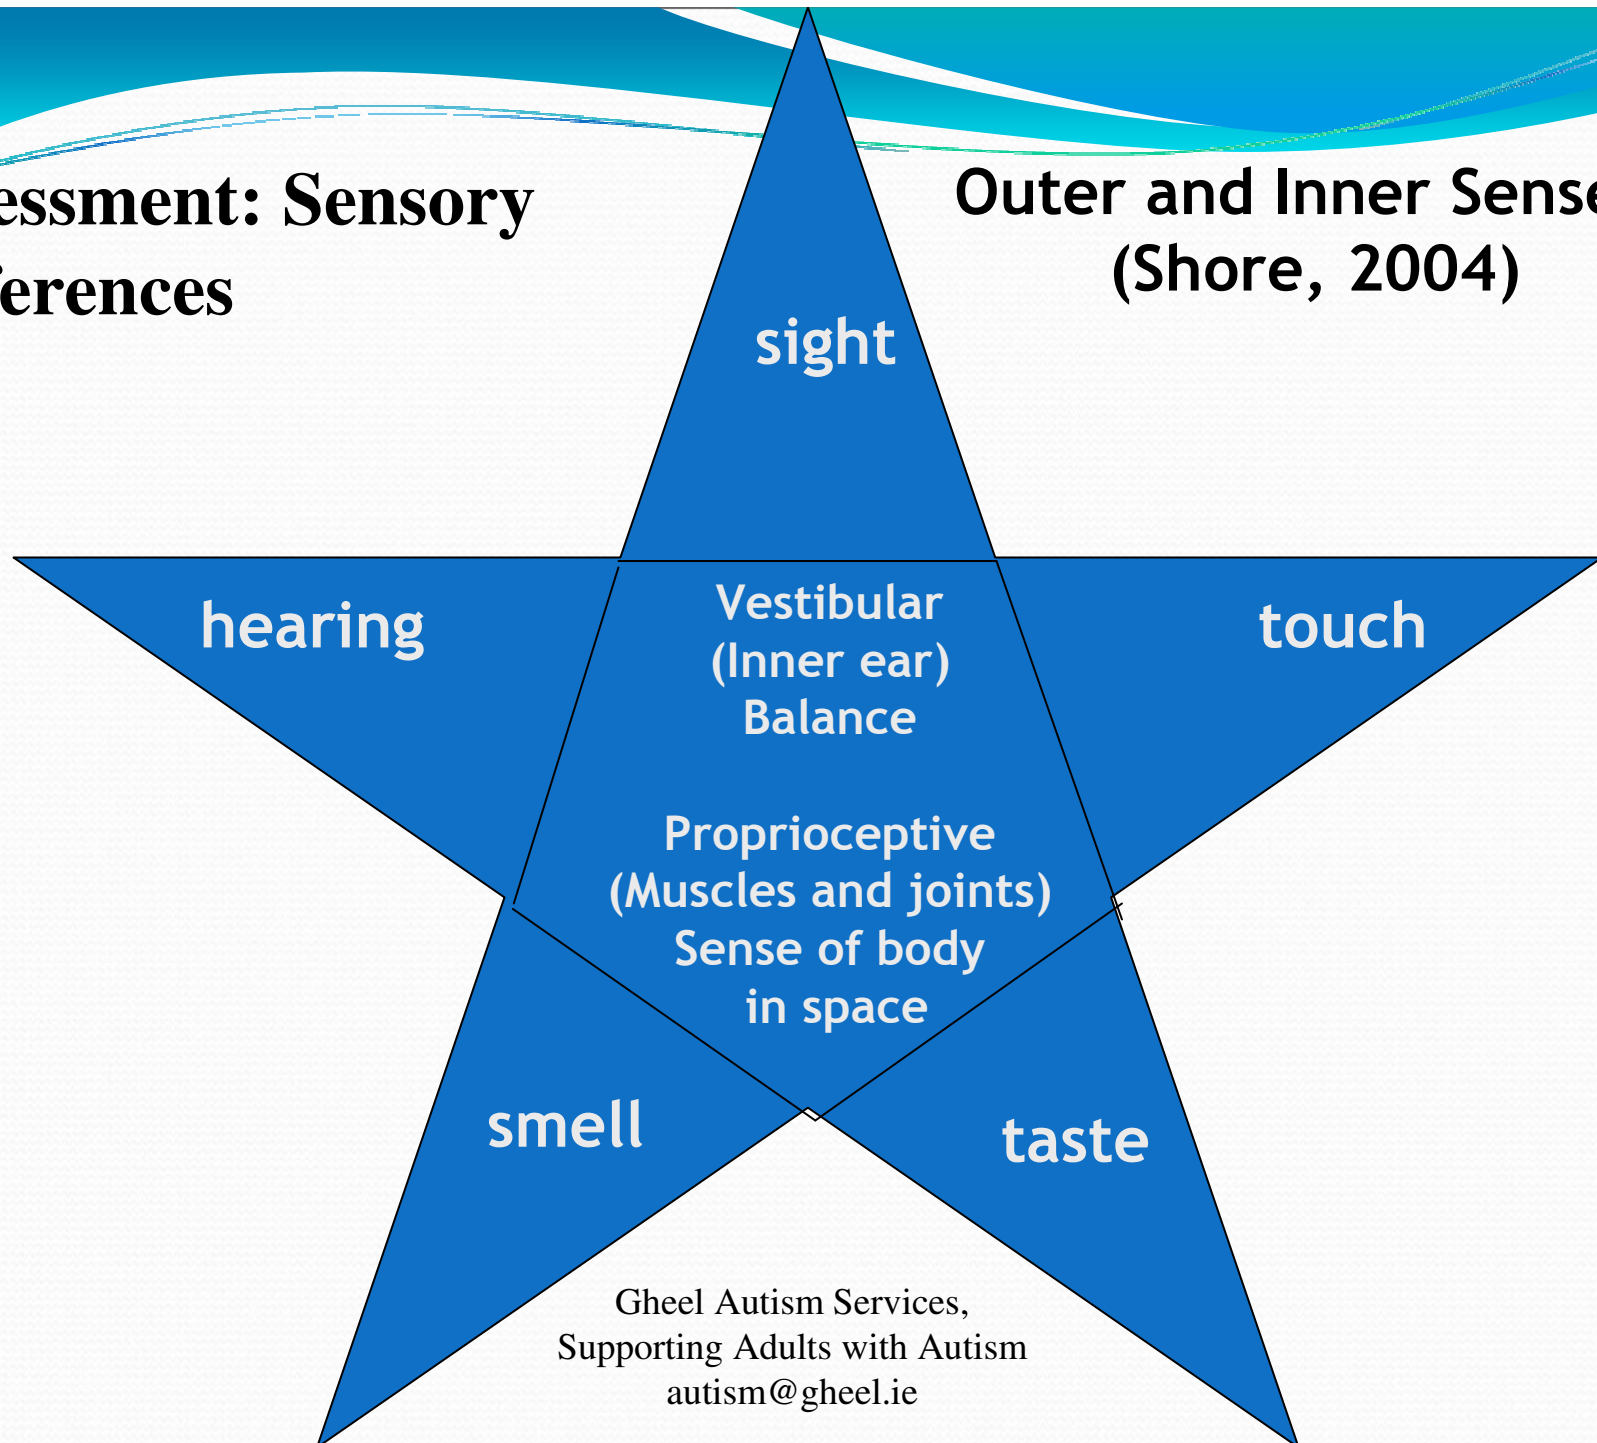 essment: Sensory
erences
Outer and Inner Sense
(Shore, 2004)
sight
hearing
touch
Vestibular
(Inner ear)
Balance
Proprioceptive
(Muscles and joints)
Sense of body
in space
smell
taste
Gheel Autism Services,
Supporting Adults with Autism
autism@gheel.ie